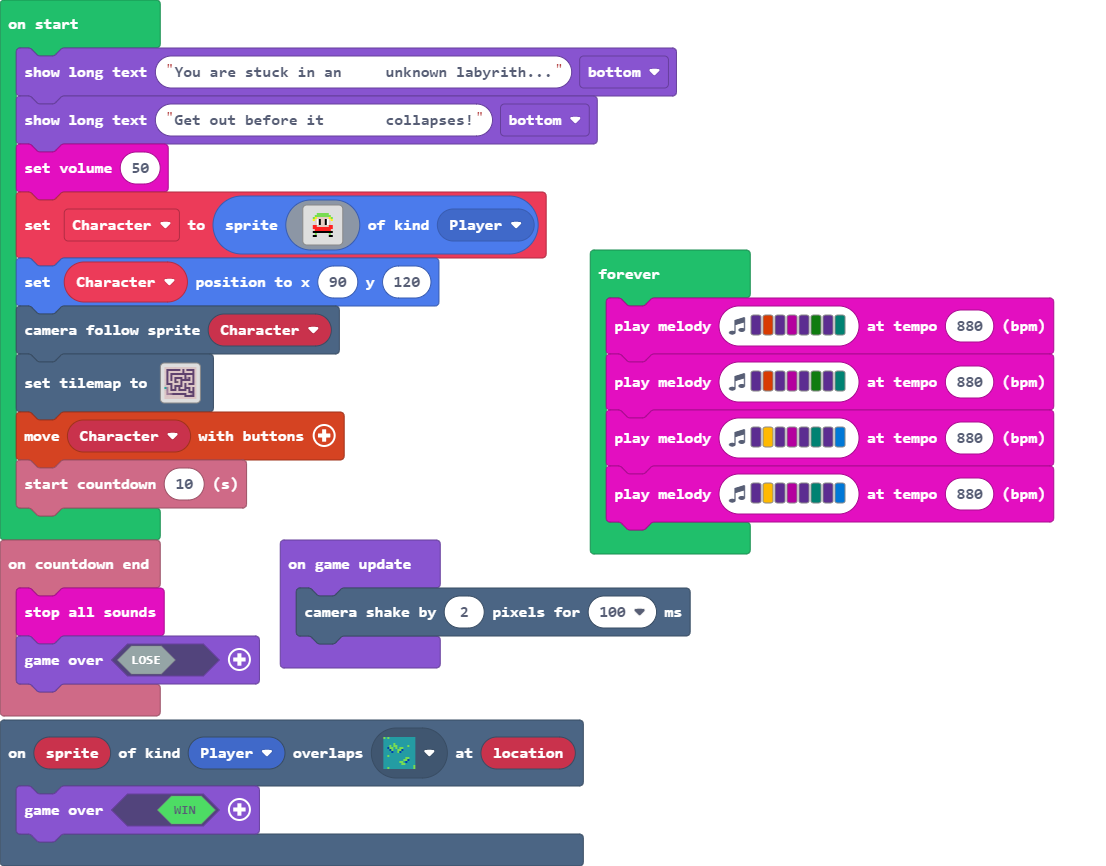 on start
show long text "You are stuck in an     unknown labyrith..." bottom
show long text "Get out before it       collapses!" bottom
set volume 50
set Character to sprite of kind Player
set Character position to x 90 y 120
camera follow sprite Character
set tilemap to
move Character with buttons
start countdown 10 (s)
forever
play melody at tempo 880 (bpm)
play melody at tempo 880 (bpm)
play melody at tempo 880 (bpm)
play melody at tempo 880 (bpm)
on countdown end
stop all sounds
game over LOSE
on game update
camera shake by 2 pixels for 100 ms
on sprite of kind Player overlaps at location
game over WIN